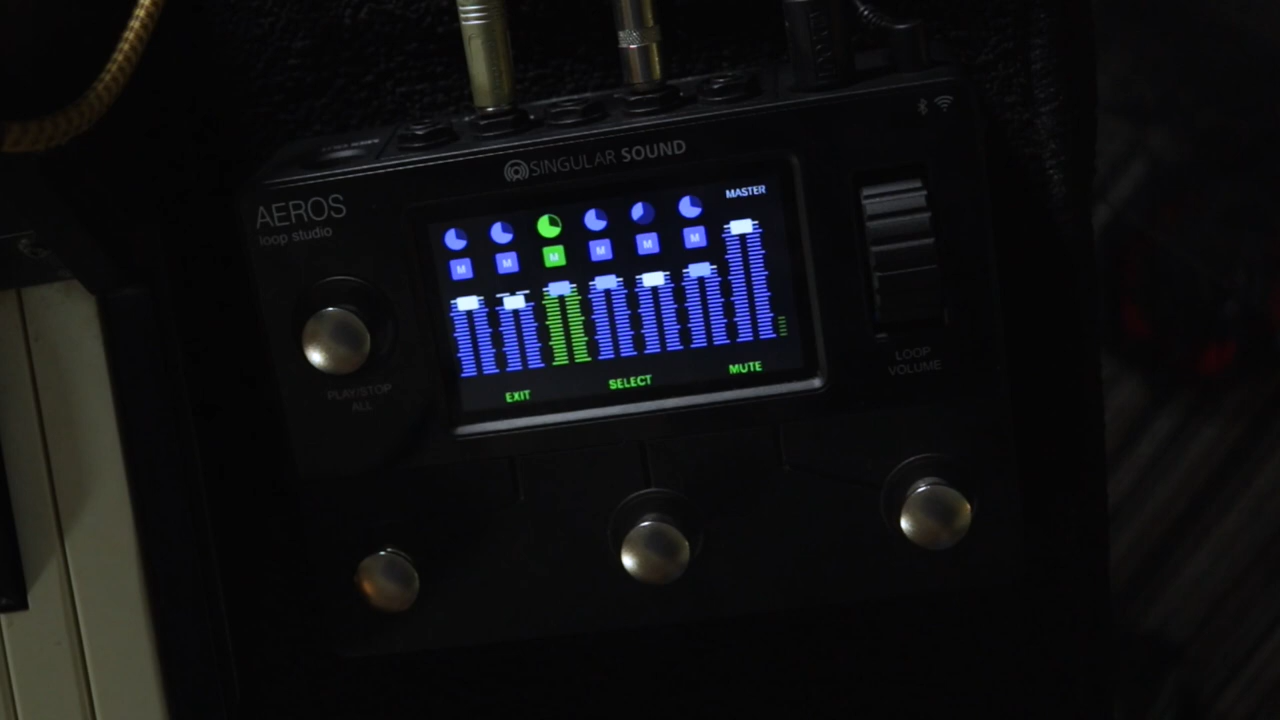 SINGULAR SOUND
AEROS
loop studio
MASTER
M M M M M M
EXIT SELECT MUTE
PLAY/STOP
ALL
LOOP
VOLUME